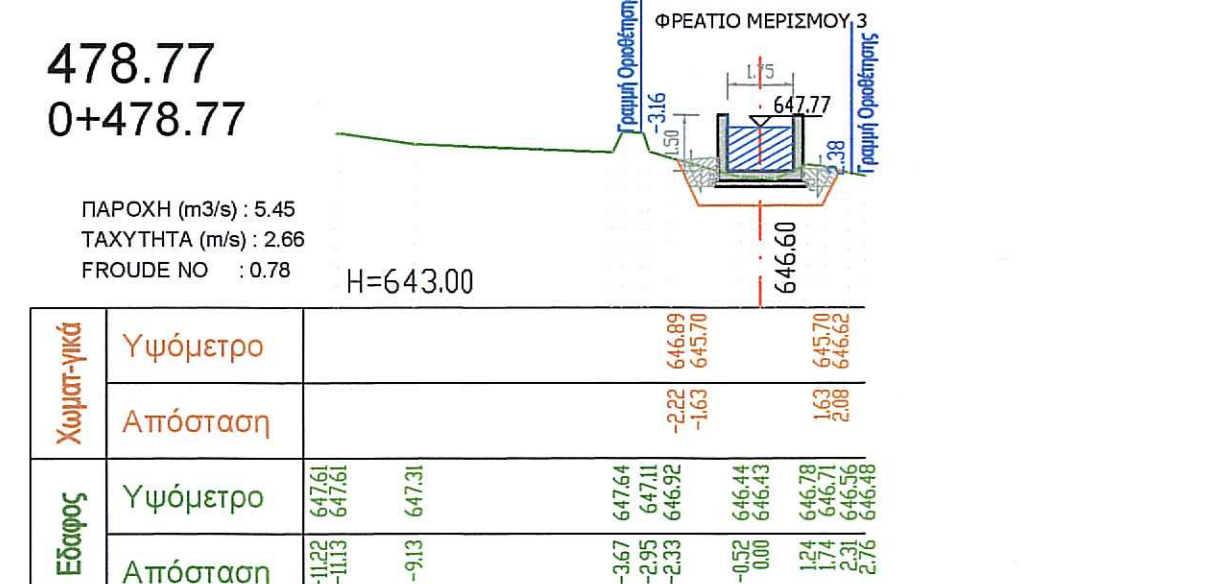 478.77
0+478.77
ΠΑΡΟΧΗ (m3/s) : 5.45
ΤΑΧΥΤΗΤΑ (m/s) : 2.66
FROUDE NO : 0.78
H=643.00
ΦΡΕΑΤΙΟ ΜΕΡΙΣΜΟΥ 3
Γραμμή Οριοθέτησης
-3.16
1.50
1.75
647.77
2.38
Γραμμή Οριοθέτησης
646.60
Χωματ-γικά
Υψόμετρο
646.89 645.70 645.70 646.62
Απόσταση
-2.22 -1.63 1.63 2.08
Εδαφος
Υψόμετρο
647.61 647.61 647.31 647.64 647.11 646.92 646.44 646.43 646.78 646.71 646.56 646.48
Απόσταση
-11.22 -11.13 -9.13 -3.67 -2.95 -2.33 -0.52 0.00 1.24 1.74 2.31 2.76